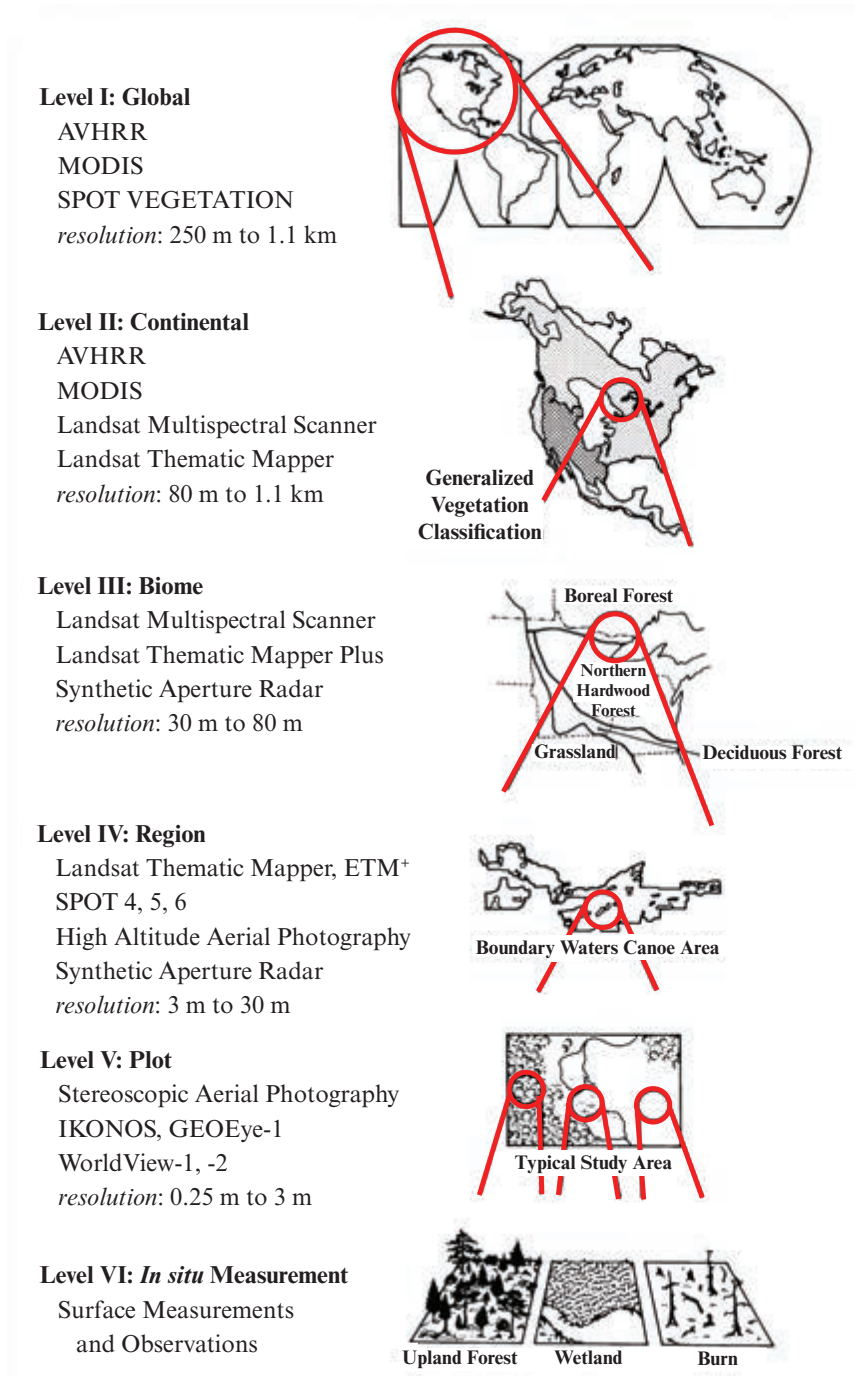 Level I: Global
AVHRR
MODIS
SPOT VEGETATION
resolution: 250 m to 1.1 km
Level II: Continental
AVHRR
MODIS
Landsat Multispectral Scanner
Landsat Thematic Mapper
resolution: 80 m to 1.1 km
Generalized
Vegetation
Classification
Level III: Biome
Landsat Multispectral Scanner
Landsat Thematic Mapper Plus
Synthetic Aperture Radar
resolution: 30 m to 80 m
Boreal Forest
Northern
Hardwood
Forest
Grassland
Deciduous Forest
Level IV: Region
Landsat Thematic Mapper, ETM+
SPOT 4, 5, 6
High Altitude Aerial Photography
Synthetic Aperture Radar
resolution: 3 m to 30 m
Boundary Waters Canoe Area
Level V: Plot
Stereoscopic Aerial Photography
IKONOS, GEOEye-1
WorldView-1, -2
resolution: 0.25 m to 3 m
Typical Study Area
Level VI: In situ Measurement
Surface Measurements
and Observations
Upland Forest
Wetland
Burn